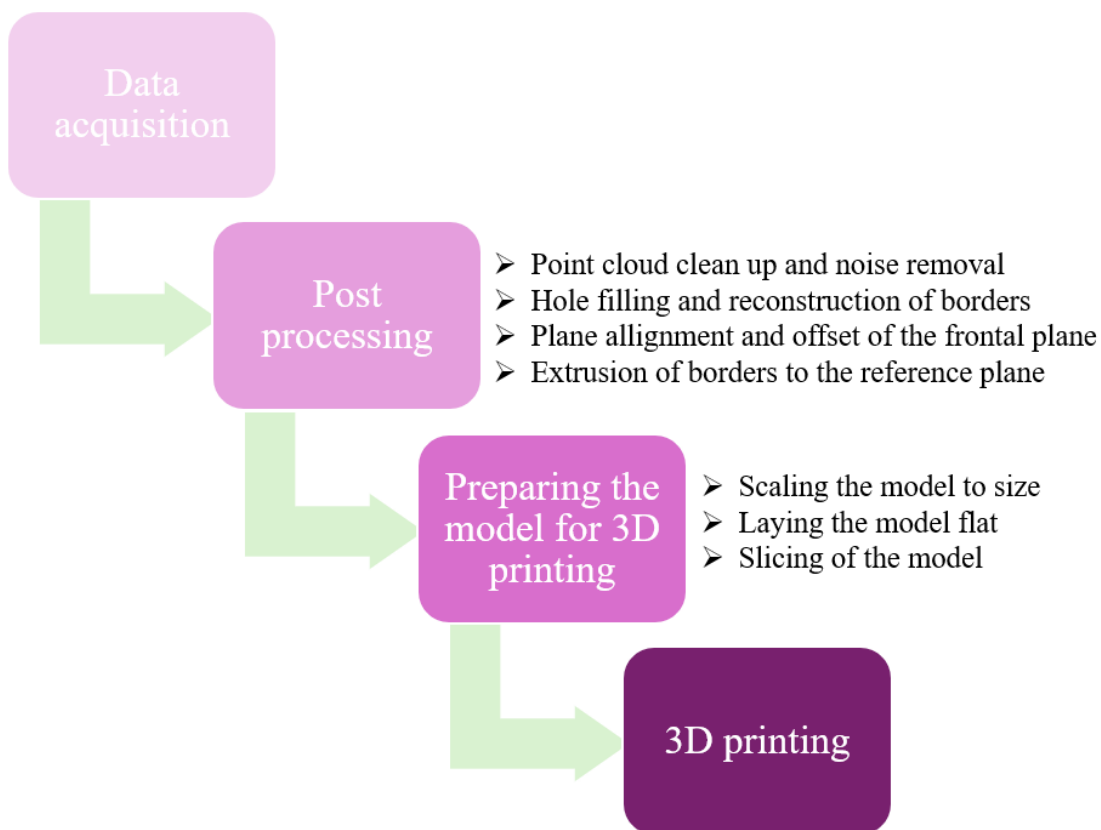 Data
acquisition
Post
processing
➢ Point cloud clean up and noise removal
➢ Hole filling and reconstruction of borders
➢ Plane allignment and offset of the frontal plane
➢ Extrusion of borders to the reference plane
Preparing the
model for 3D
printing
➢ Scaling the model to size
➢ Laying the model flat
➢ Slicing of the model
3D printing